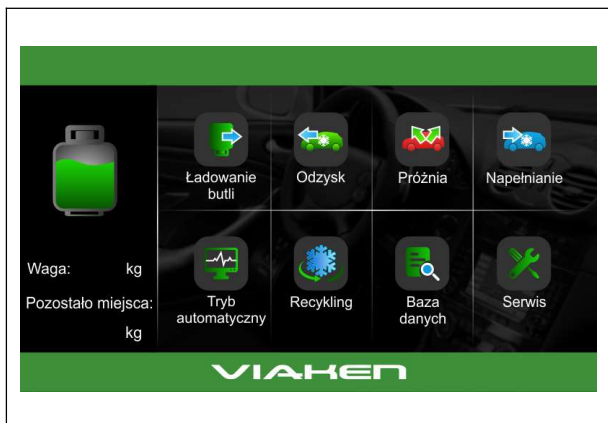 Ładowanie
butli
Odzysk
Próżnia
Napełnianie
Waga: kg
Pozostało miejsca:
kg
Tryb
automatyczny
Recykling
Baza
danych
Serwis
VIAKEN